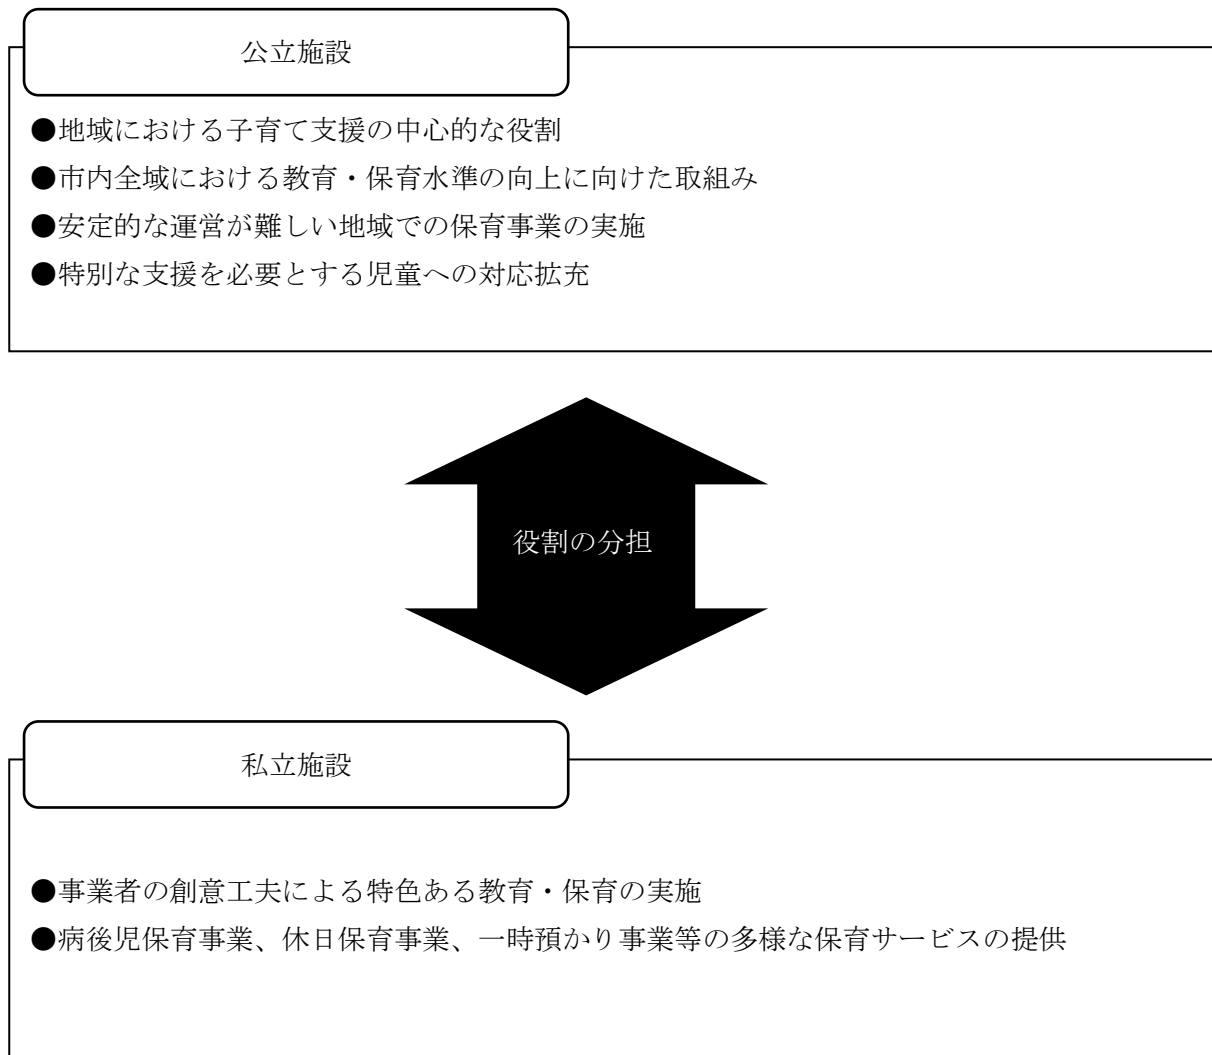 公立施設
●地域における子育て支援の中心的な役割
●市内全域における教育・保育水準の向上に向けた取組み
●安定的な運営が難しい地域での保育事業の実施
●特別な支援を必要とする児童への対応拡充
役割の分担
私立施設
●事業者の創意工夫による特色ある教育・保育の実施
●病後児保育事業、休日保育事業、一時預かり事業等の多様な保育サービスの提供